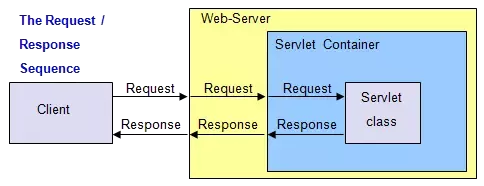 The Request /
Response
Sequence
Web-Server
Servlet Container
Client
Request
Request
Request
Servlet
class
Response
Response
Response